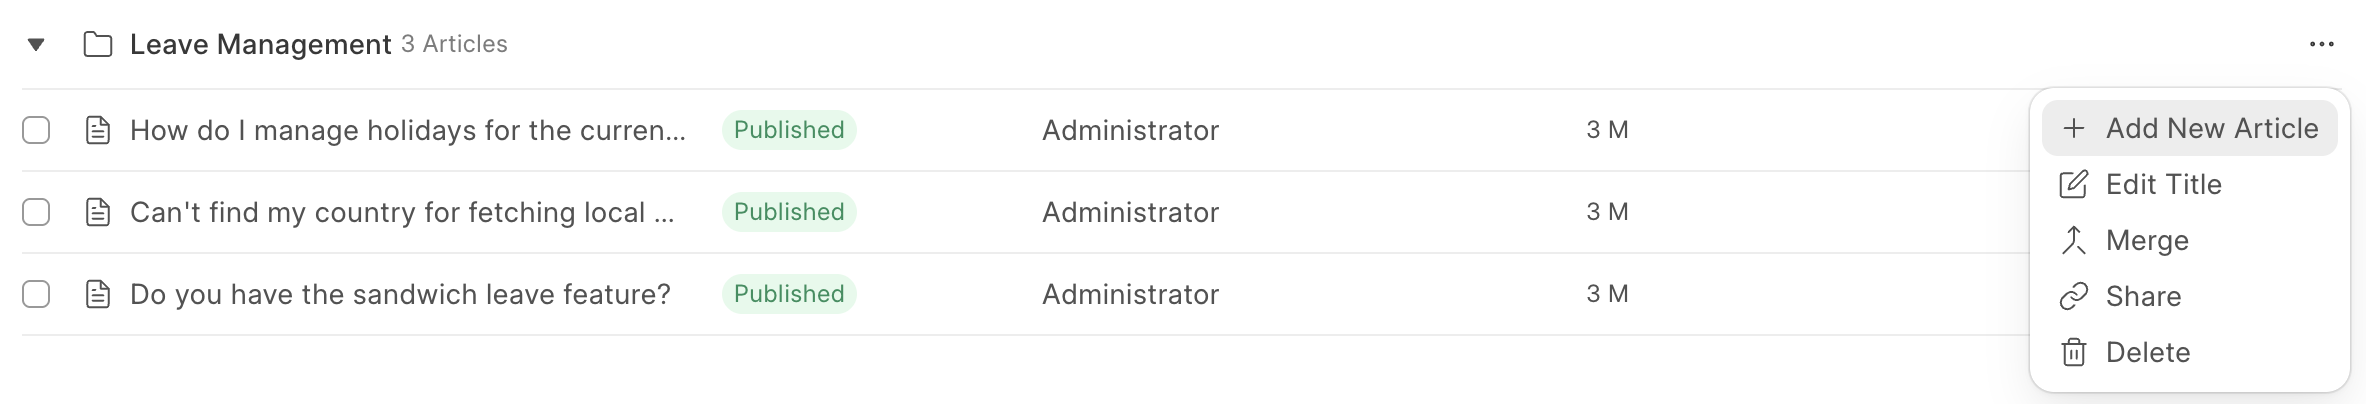 Leave Management 3 Articles
How do I manage holidays for the curren... Published Administrator 3 M
Can't find my country for fetching local ... Published Administrator 3 M
Do you have the sandwich leave feature? Published Administrator 3 M
Add New Article
Edit Title
Merge
Share
Delete